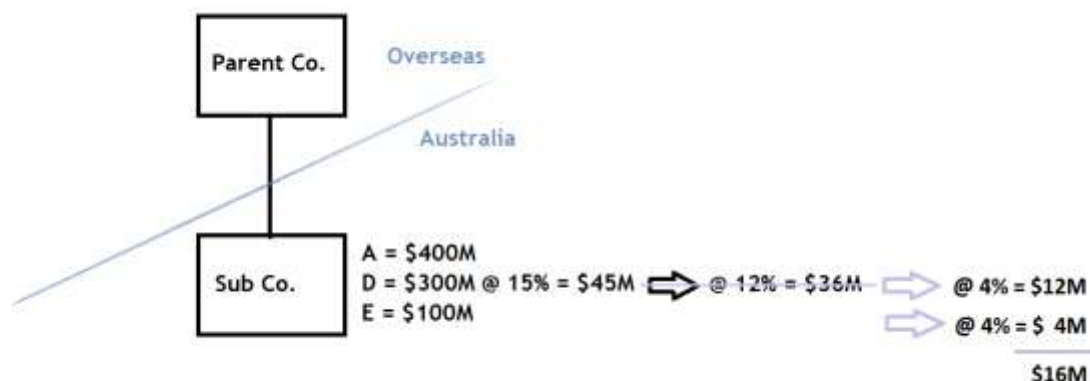 Parent Co.
Overseas
Australia
Sub Co.
A = $400M
D = $300M @ 15% = $45M @ 12% = $36M @ 4% = $12M
E = $100M @ 4% = $ 4M
$16M